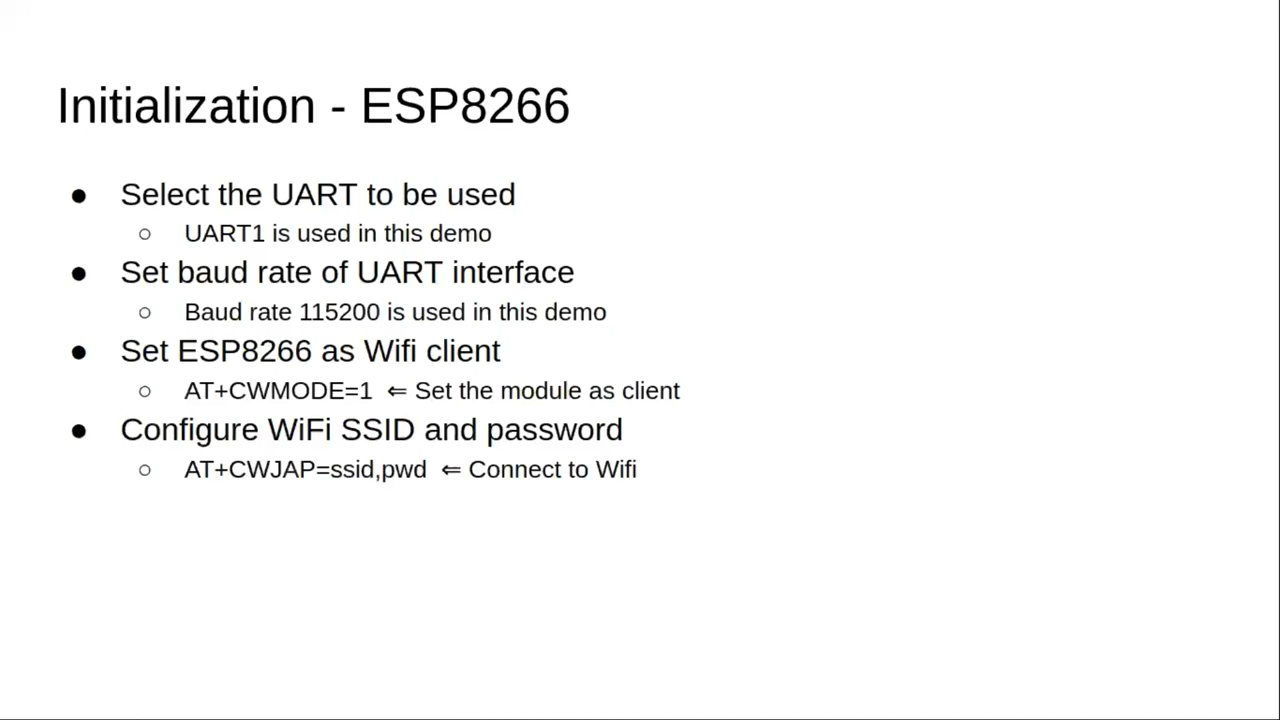 Initialization - ESP8266
● Select the UART to be used
○ UART1 is used in this demo
● Set baud rate of UART interface
○ Baud rate 115200 is used in this demo
● Set ESP8266 as Wifi client
○ AT+CWMODE=1 ⇐ Set the module as client
● Configure WiFi SSID and password
○ AT+CWJAP=ssid,pwd ⇐ Connect to Wifi